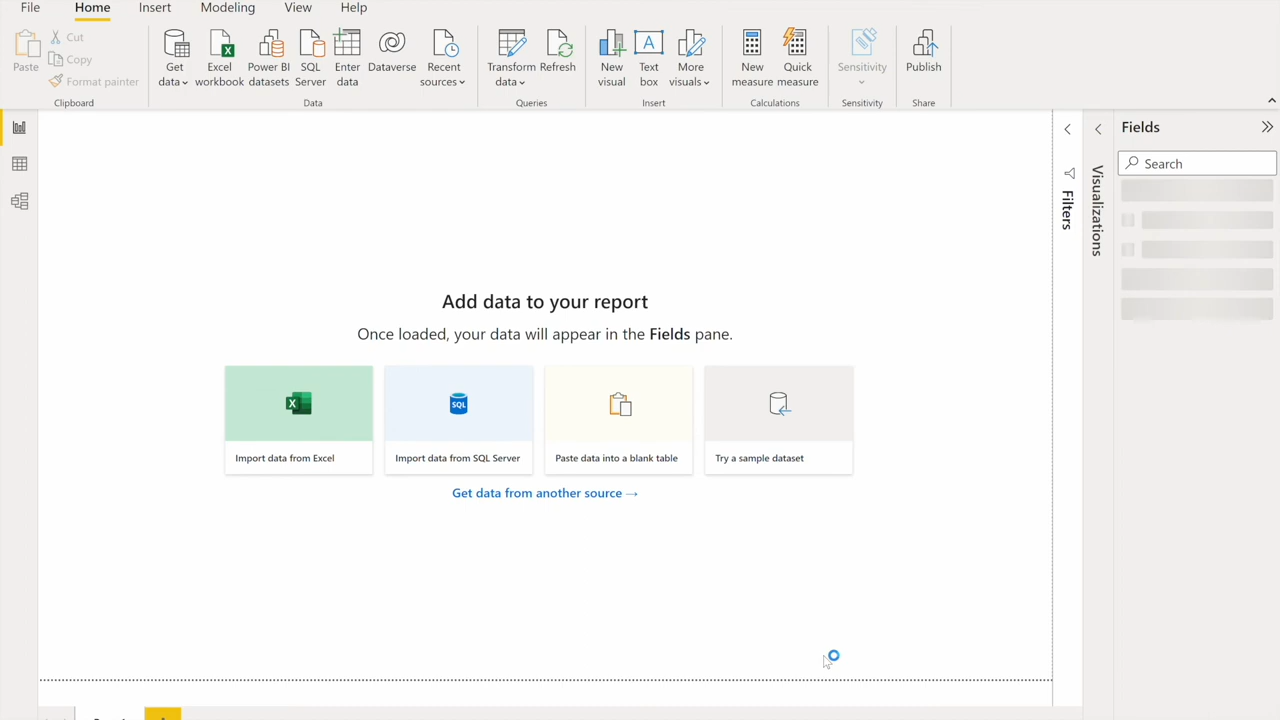 File Home Insert Modeling View Help
Paste
Cut
Copy
Format painter
Clipboard
Get data
Excel workbook
Power BI datasets
SQL Server
Enter data
Dataverse
Recent sources
Data
Transform data
Refresh
Queries
New visual
A
Text box
More visuals
Insert
New measure
Quick measure
Calculations
Sensitivity
Sensitivity
Publish
Share
Filters
Visualizations
Fields
Search
Add data to your report
Once loaded, your data will appear in the Fields pane.
X
Import data from Excel
SQL
Import data from SQL Server
Paste data into a blank table
Try a sample dataset
Get data from another source →